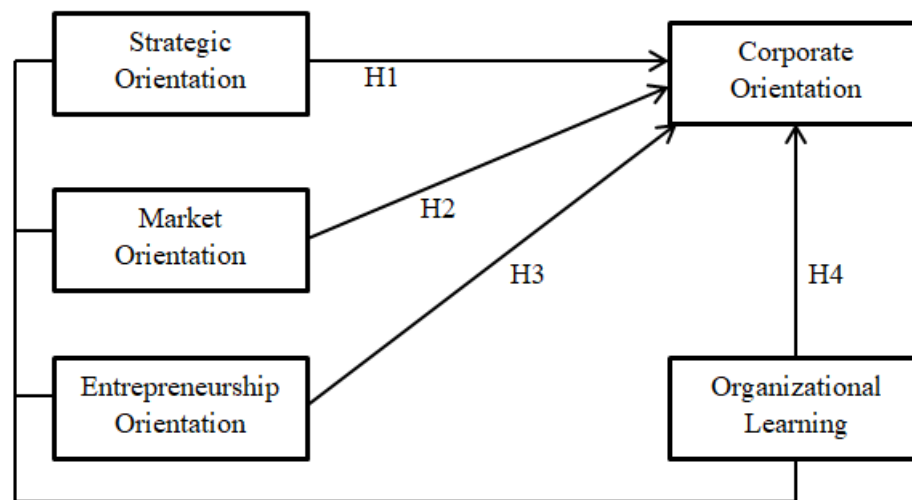 Strategic
Orientation
Corporate
Orientation
H1
Market
Orientation
H2
H3
H4
Entrepreneurship
Orientation
Organizational
Learning